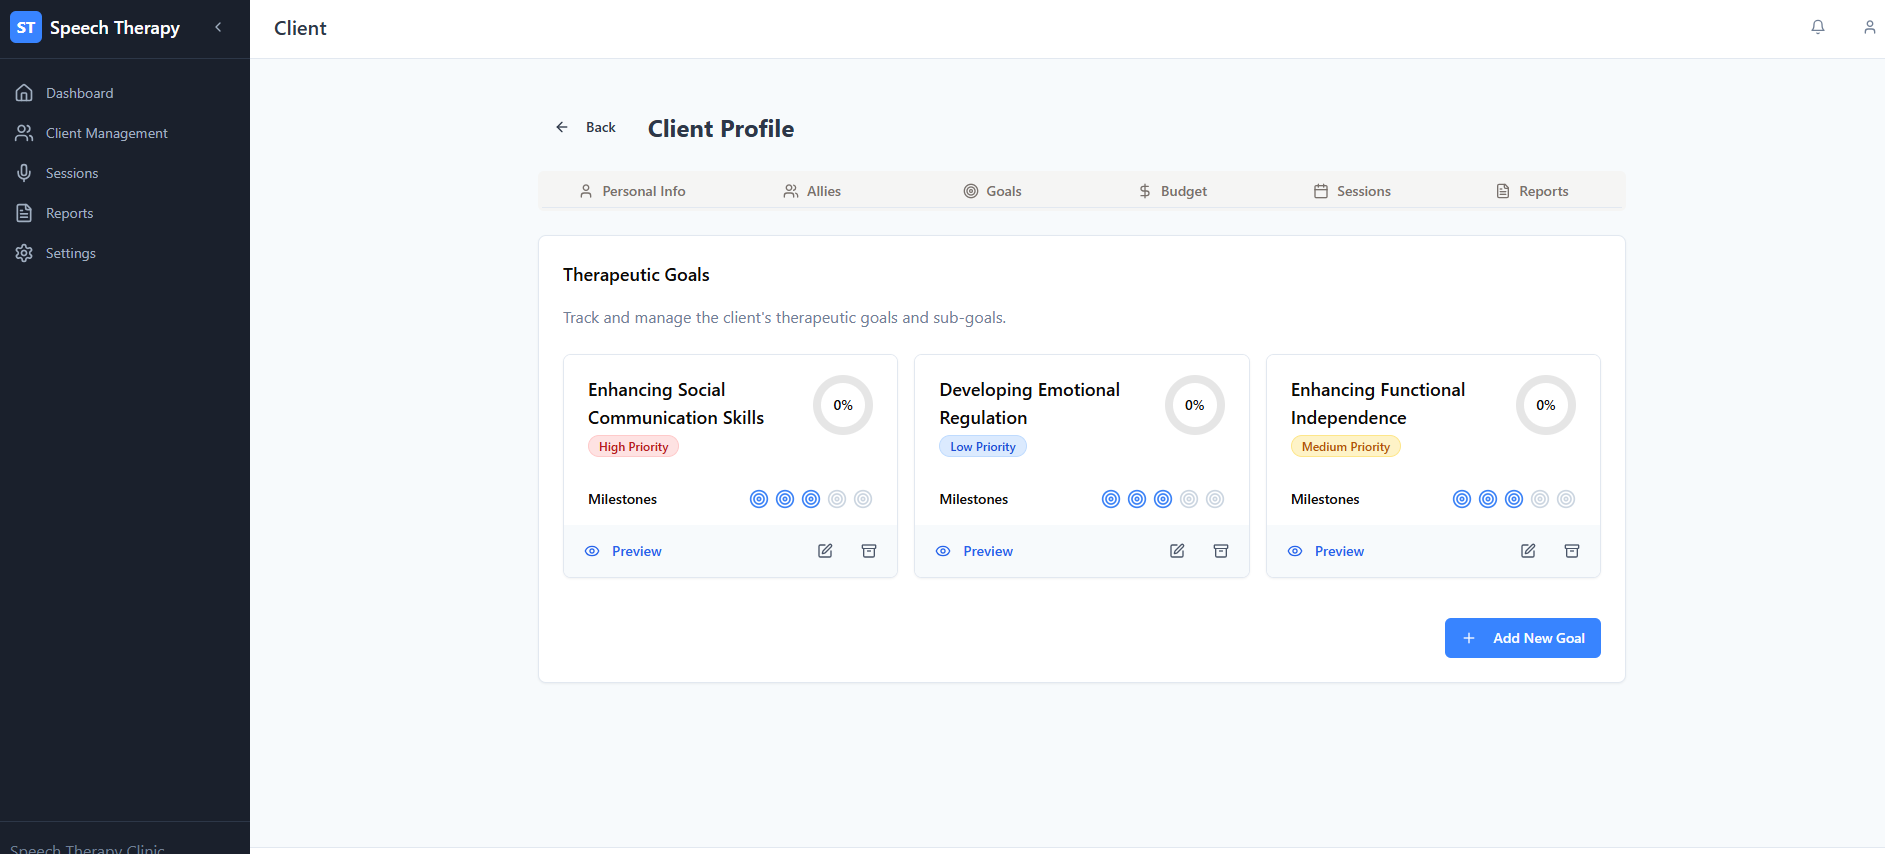 ST Speech Therapy
Client
Dashboard
Client Management
Sessions
Reports
Settings
Back
Client Profile
Personal Info
Allies
Goals
Budget
Sessions
Reports
Therapeutic Goals
Track and manage the client's therapeutic goals and sub-goals.
Enhancing Social
Communication Skills
0%
High Priority
Milestones
Preview
Developing Emotional
Regulation
0%
Low Priority
Milestones
Preview
Enhancing Functional
Independence
0%
Medium Priority
Milestones
Preview
Add New Goal
Speech Therapy Clinic